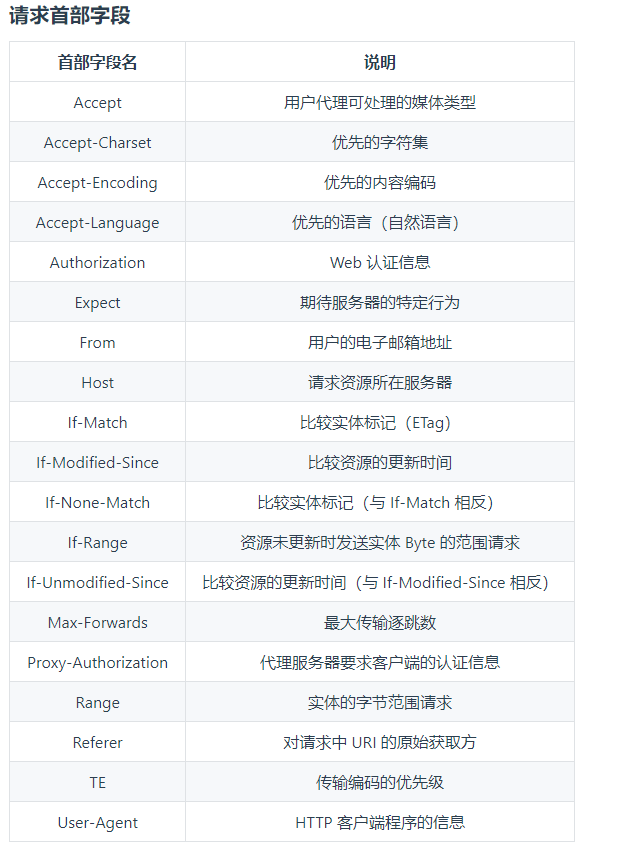 请求首部字段
首部字段名 说明
Accept 用户代理可处理的媒体类型
Accept-Charset 优先的字符集
Accept-Encoding 优先的内容编码
Accept-Language 优先的语言（自然语言）
Authorization Web 认证信息
Expect 期待服务器的特定行为
From 用户的电子邮箱地址
Host 请求资源所在服务器
If-Match 比较实体标记（ETag）
If-Modified-Since 比较资源的更新时间
If-None-Match 比较实体标记（与 If-Match 相反）
If-Range 资源未更新时发送实体 Byte 的范围请求
If-Unmodified-Since 比较资源的更新时间（与 If-Modified-Since 相反）
Max-Forwards 最大传输逐跳数
Proxy-Authorization 代理服务器要求客户端的认证信息
Range 实体的字节范围请求
Referer 对请求中 URI 的原始获取方
TE 传输编码的优先级
User-Agent HTTP 客户端程序的信息